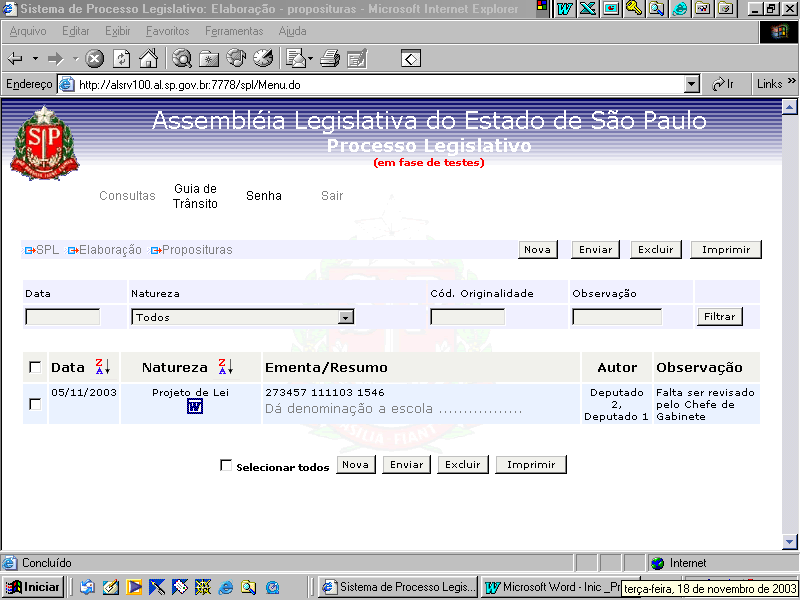 Sistema de Processo Legislativo: Elaboração - proposituras - Microsoft Internet Explorer
Arquivo Editar Exibir Favoritos Ferramentas Ajuda
Endereço http://alsrv100.al.sp.gov.br:7778/spl/Menu.do Ir Links »
Assembléia Legislativa do Estado de São Paulo
Processo Legislativo
(em fase de testes)
Consultas Guia de Trânsito Senha Sair
SPL Elaboração Proposituras Nova Enviar Excluir Imprimir
Data Natureza Cód. Originalidade Observação
Todos Filtrar
Data Natureza Ementa/Resumo Autor Observação
05/11/2003 Projeto de Lei 273457 111103 1546 Deputado Falta ser revisado
Dá denominação a escola ................. 2, pelo Chefe de
Deputado 1 Gabinete
Selecionar todos Nova Enviar Excluir Imprimir
Concluído Internet
Iniciar Sistema de Processo Legis... Microsoft Word - Inic _Pr terça-feira, 18 de novembro de 2003